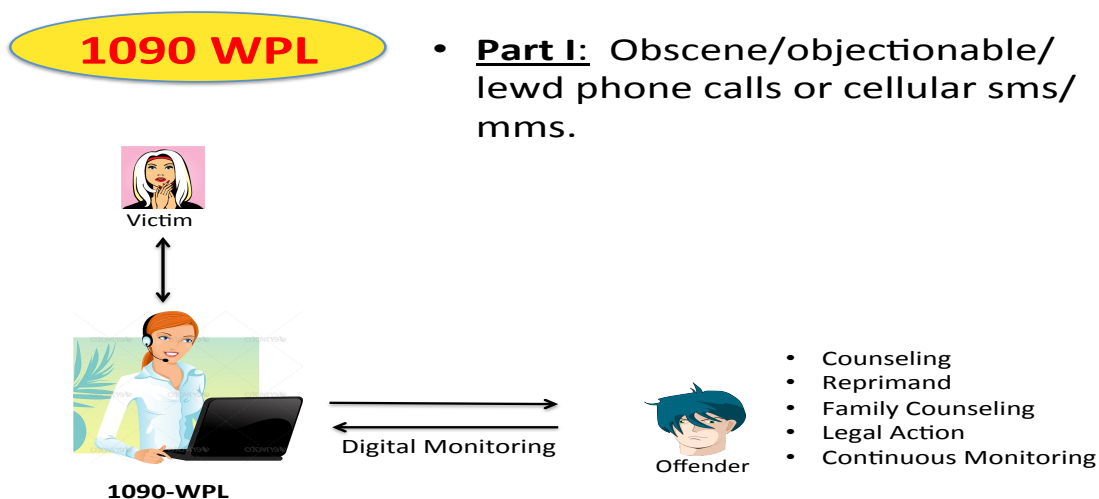 1090 WPL
• Part I: Obscene/objectionable/
lewd phone calls or cellular sms/
mms.
Victim
Digital Monitoring
1090-WPL
Offender
• Counseling
• Reprimand
• Family Counseling
• Legal Action
• Continuous Monitoring